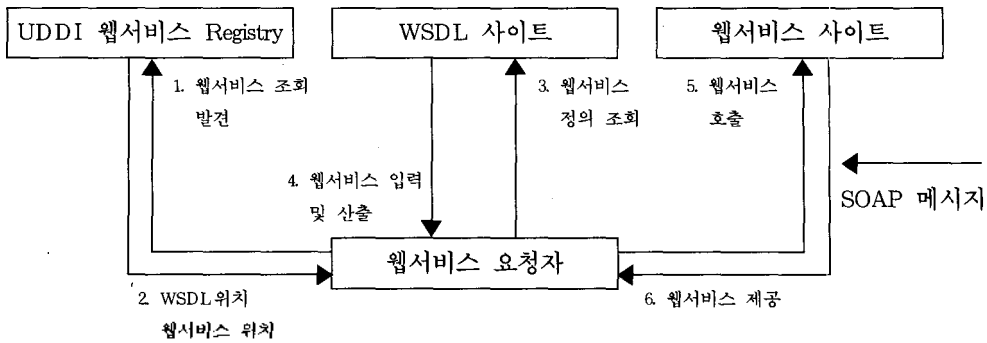 UDDI 웹서비스 Registry
WSDL 사이트
웹서비스 사이트
1. 웹서비스 조회
발견
3. 웹서비스
정의 조회
5. 웹서비스
호출
4. 웹서비스 입력
및 산출
SOAP 메시지
웹서비스 요청자
2. WSDL위치
웹서비스 위치
6. 웹서비스 제공